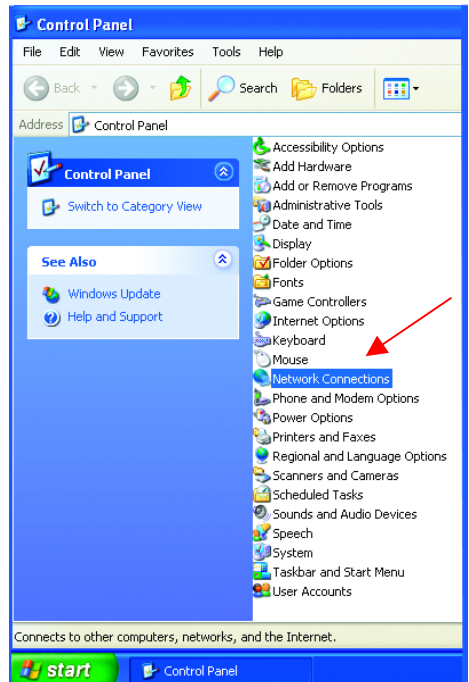 Control Panel
File Edit View Favorites Tools Help
Back Search Folders
Address Control Panel
Control Panel
Switch to Category View
See Also
Windows Update
Help and Support
Accessibility Options
Add Hardware
Add or Remove Programs
Administrative Tools
Date and Time
Display
Folder Options
Fonts
Game Controllers
Internet Options
Keyboard
Mouse
Network Connections
Phone and Modem Options
Power Options
Printers and Faxes
Regional and Language Options
Scanners and Cameras
Scheduled Tasks
Sounds and Audio Devices
Speech
System
Taskbar and Start Menu
User Accounts
Connects to other computers, networks, and the Internet.
start Control Panel